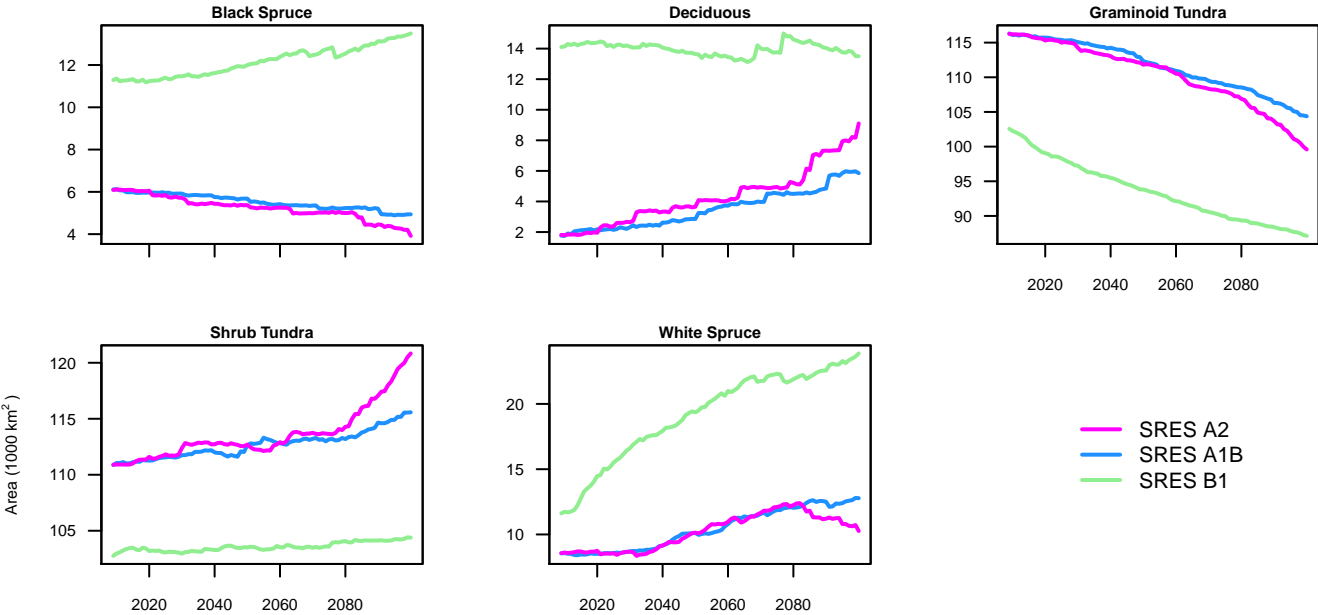 Black Spruce
12
10
8
6
4
Deciduous
14
12
10
8
6
4
2
Graminoid Tundra
115
110
105
100
95
90
2020 2040 2060 2080
Shrub Tundra
120
115
110
105
2020 2040 2060 2080
Area (1000 km²)
White Spruce
20
15
10
2020 2040 2060 2080
SRES A2
SRES A1B
SRES B1